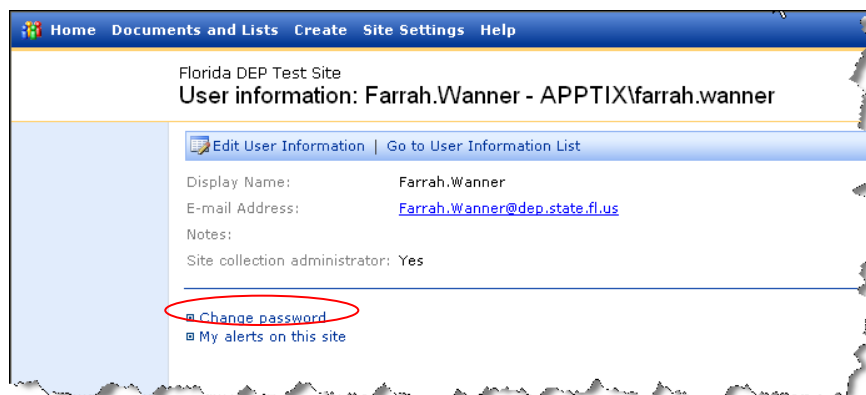 Home Documents and Lists Create Site Settings Help
Florida DEP Test Site
User information: Farrah.Wanner - APPTIX\farrah.wanner
Edit User Information | Go to User Information List
Display Name: Farrah.Wanner
E-mail Address: Farrah.Wanner@dep.state.fl.us
Notes:
Site collection administrator: Yes
Change password
My alerts on this site